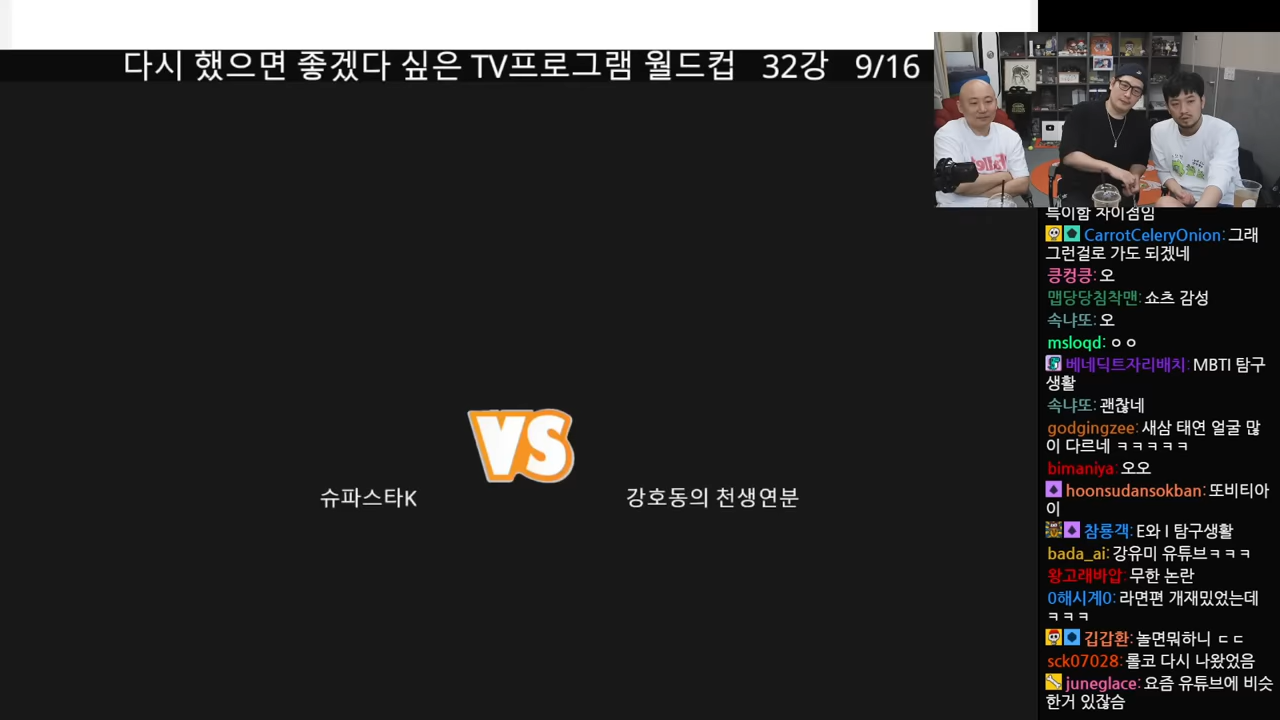 다시 했으면 좋겠다 싶은 TV프로그램 월드컵 32강 9/16
VS
슈퍼스타K
강호동의 천생연분
특이함 차이점임
CarrotCeleryOnion: 그래
그런걸로 가도 되겠네
킁컹킁: 오
맵당당침착맨: 쇼츠 감성
속냐또: 오
msloqd: ㅇㅇ
베네딕트자리배치: MBTI 탐구
생활
속냐또: 괜찮네
godgingzee: 새삼 태연 얼굴 많
이 다르네 ㅋㅋㅋㅋㅋ
bimaniya: 오오
hoonsudansokban: 또비티아
이
참룡객: E와 I 탐구생활
bada_ai: 강유미 유튜브ㅋㅋㅋ
왕고래바압: 무한 논란
0해시계0: 라면편 개재밌었는데
ㅋㅋㅋ
김갑환: 놀면뭐하니 ㄷㄷ
sck07028: 롤코 다시 나왔었음
juneglace: 요즘 유튜브에 비슷
한거 있잖슴